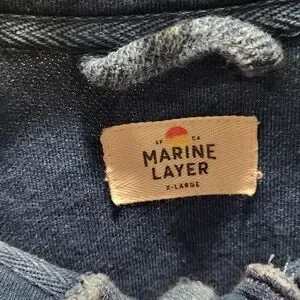 SF CA
MARINE
LAYER
X-LARGE